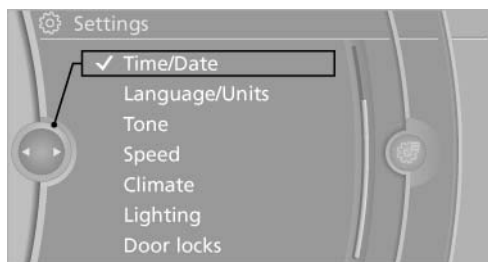 Settings
Time/Date
Language/Units
Tone
Speed
Climate
Lighting
Door locks